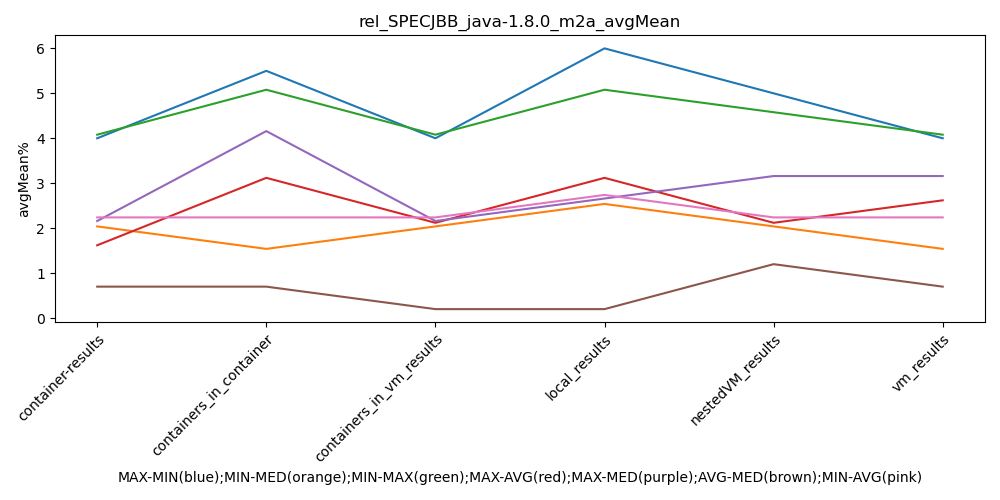 rel_SPECJBB_java-1.8.0_m2a_avgMean
avgMean%
6
5
4
3
2
1
0
container-results
containers_in_container
containers_in_vm_results
local_results
nestedVM_results
vm_results
MAX-MIN(blue);MIN-MED(orange);MIN-MAX(green);MAX-AVG(red);MAX-MED(purple);AVG-MED(brown);MIN-AVG(pink)